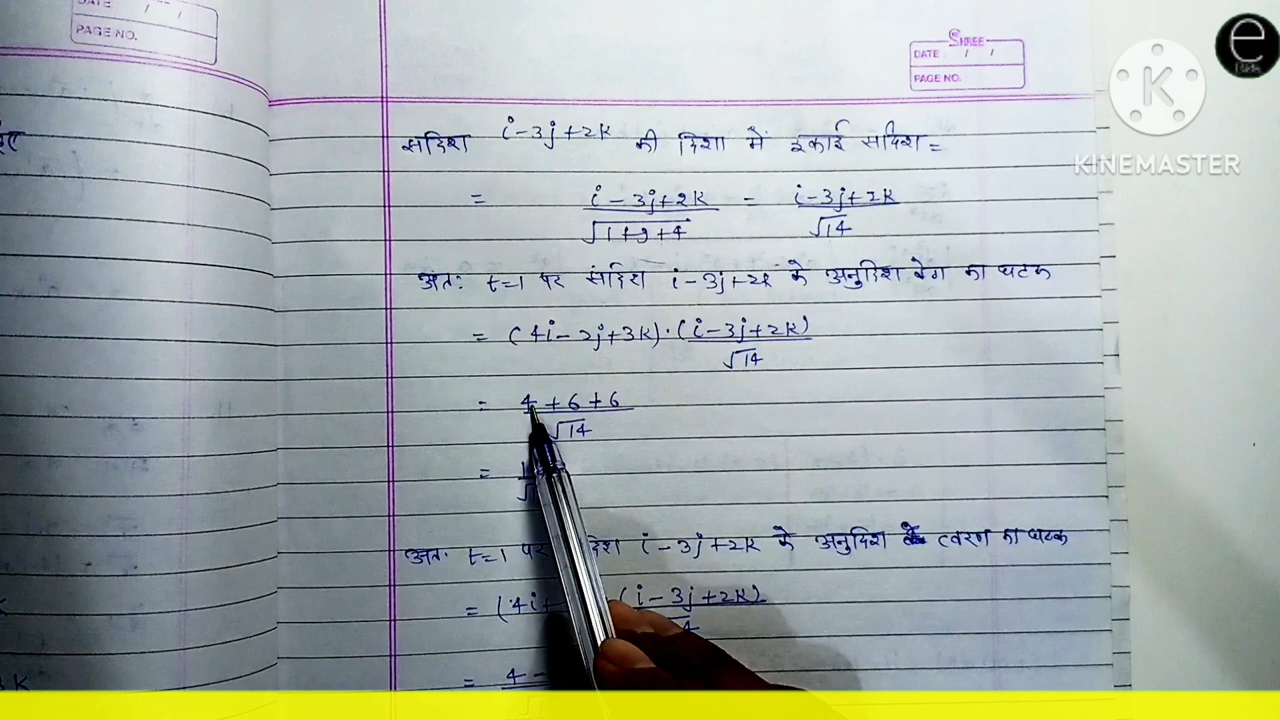 DATE / /
PAGE NO.
SHREE
DATE / /
PAGE NO.
e
KINEMASTER
सदिश i-3j+2k की दिशा में इकाई सदिश =
= i-3j+2k / √1+9+4 = i-3j+2k / √14
अतः t=1 पर सदिश i-3j+2k के अनुदिश वेग का घटक
= (4i-2j+3k)·(i-3j+2k) / √14
= 4+6+6 / √14
=
अतः t=1 पर i-3j+2k के अनुदिश त्वरण का घटक
= (4i+ (i-3j+2k)
= 4-